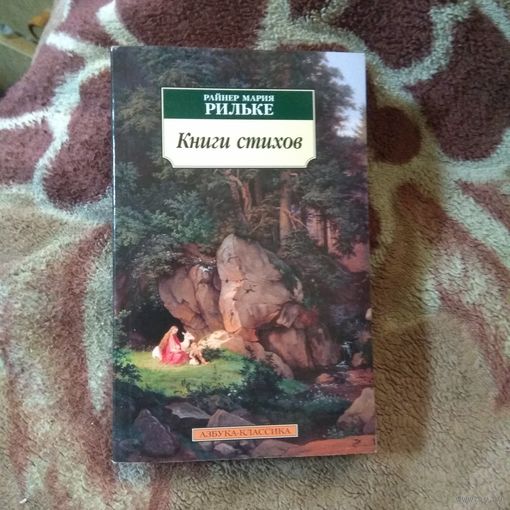 РАЙНЕР МАРИЯ
РИЛЬКЕ
Книги стихов
АЗБУКА-КЛАССИКА